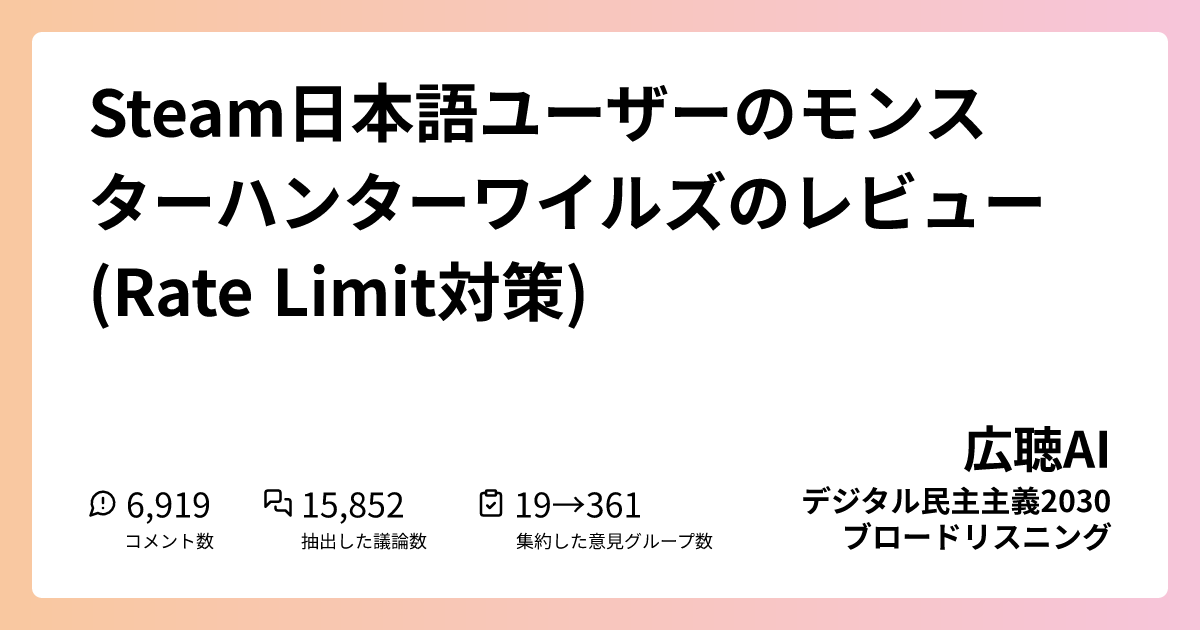 Steam日本語ユーザーのモンス
ターハンターワイルズのレビュー
(Rate Limit対策)
6,919
コメント数
15,852
抽出した議論数
19→361
集約した意見グループ数
広聴AI
デジタル民主主義2030
ブロードリスニング